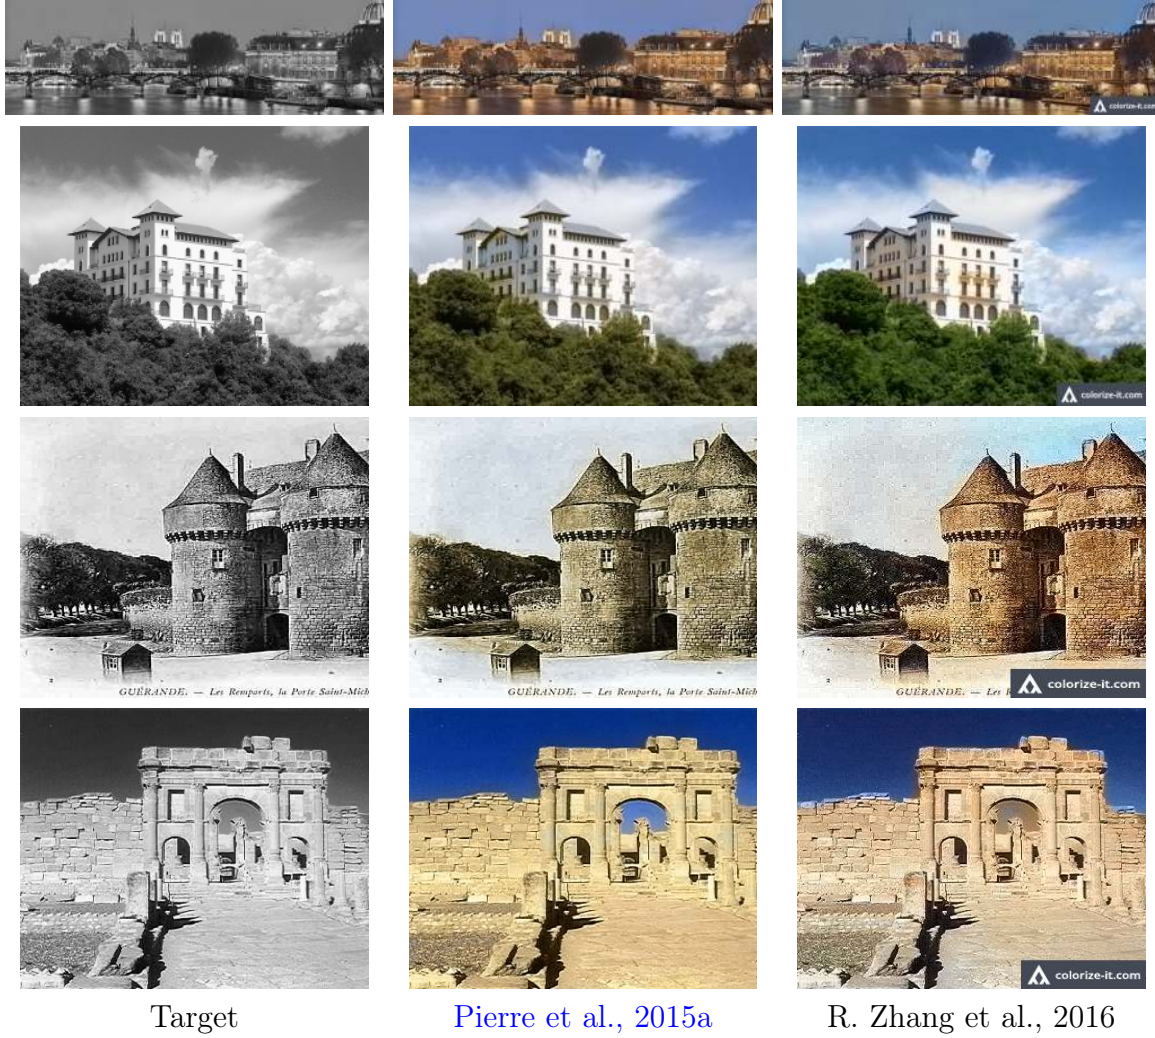 colorize-it.com
colorize-it.com
GUÉRANDE. — Les Remparts, la Porte Saint-Mich
GUÉRANDE. — Les Remparts, la Porte Saint-Mich
GUÉRANDE. — Les R
colorize-it.com
colorize-it.com
Target
Pierre et al., 2015a
R. Zhang et al., 2016